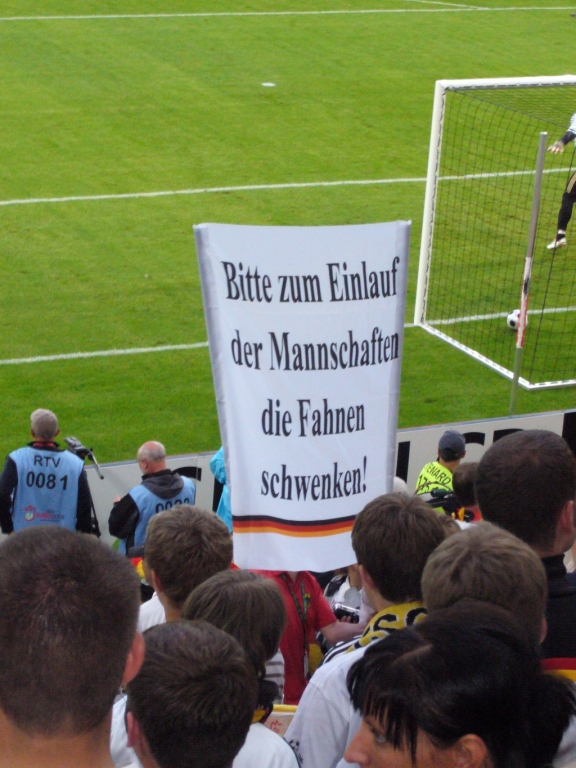 Bitte zum Einlauf
der Mannschaften
die Fahnen
schwenken!
RTV
0081